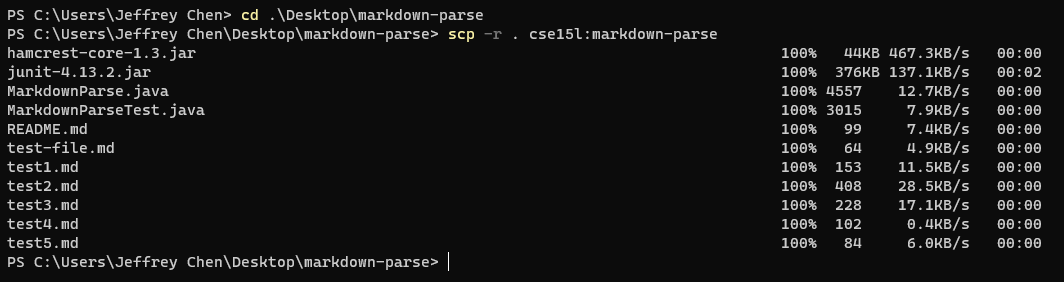 PS C:\Users\Jeffrey Chen> cd .\Desktop\markdown-parse
PS C:\Users\Jeffrey Chen\Desktop\markdown-parse> scp -r . cse15l:markdown-parse
hamcrest-core-1.3.jar 100% 44KB 467.3KB/s 00:00
junit-4.13.2.jar 100% 376KB 137.1KB/s 00:02
MarkdownParse.java 100% 4557 12.7KB/s 00:00
MarkdownParseTest.java 100% 3015 7.9KB/s 00:00
README.md 100% 99 7.4KB/s 00:00
test-file.md 100% 64 4.9KB/s 00:00
test1.md 100% 153 11.5KB/s 00:00
test2.md 100% 408 28.5KB/s 00:00
test3.md 100% 228 17.1KB/s 00:00
test4.md 100% 102 0.4KB/s 00:00
test5.md 100% 84 6.0KB/s 00:00
PS C:\Users\Jeffrey Chen\Desktop\markdown-parse>